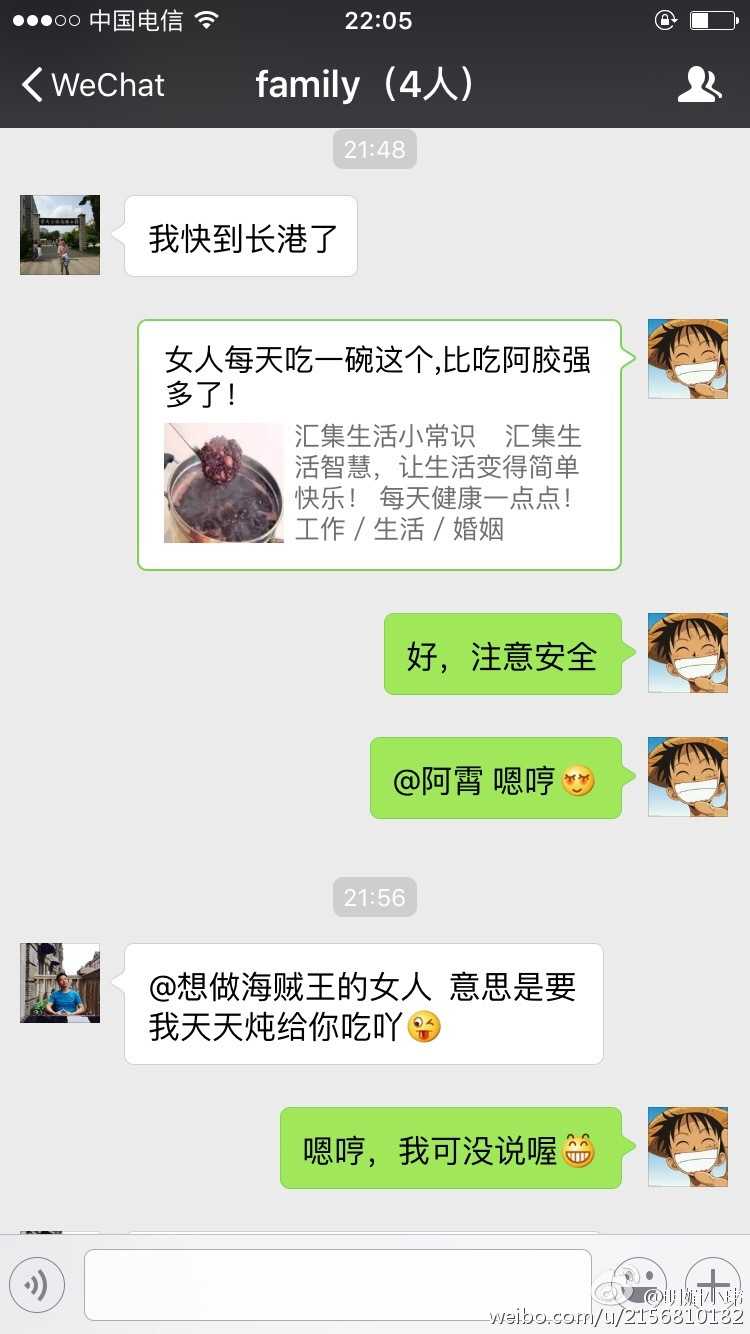 中国电信
22:05
WeChat
family（4人）
21:48
我快到长港了
女人每天吃一碗这个,比吃阿胶强
多了！
汇集生活小常识　汇集生
活智慧，让生活变得简单
快乐！ 每天健康一点点！
工作 / 生活 / 婚姻
好，注意安全
@阿霄 嗯哼
21:56
@想做海贼王的女人 意思是要
我天天炖给你吃吖
嗯哼，我可没说喔
weibo.com/u/2156810182